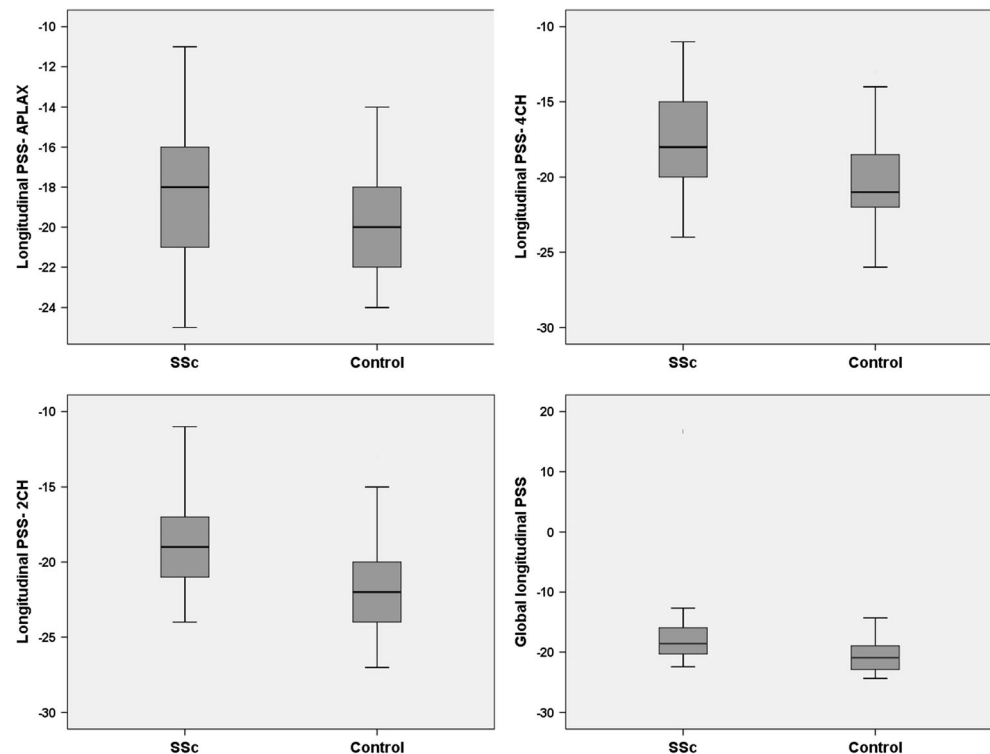 Longitudinal PSS- APLAX
-10
-12
-14
-16
-18
-20
-22
-24
SSc
Control
Longitudinal PSS- 4CH
-10
-15
-20
-25
-30
SSc
Control
Longitudinal PSS- 2CH
-10
-15
-20
-25
-30
SSc
Control
Global longitudinal PSS
20
10
0
-10
-20
-30
SSc
Control